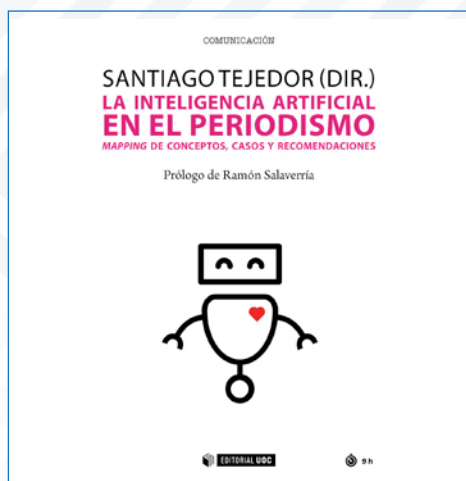 COMUNICACIÓN
SANTIAGO TEJEDOR (DIR.)
LA INTELIGENCIA ARTIFICIAL
EN EL PERIODISMO
MAPPING DE CONCEPTOS, CASOS Y RECOMENDACIONES
Prólogo de Ramón Salaverría
EDITORIAL UOC
9 h